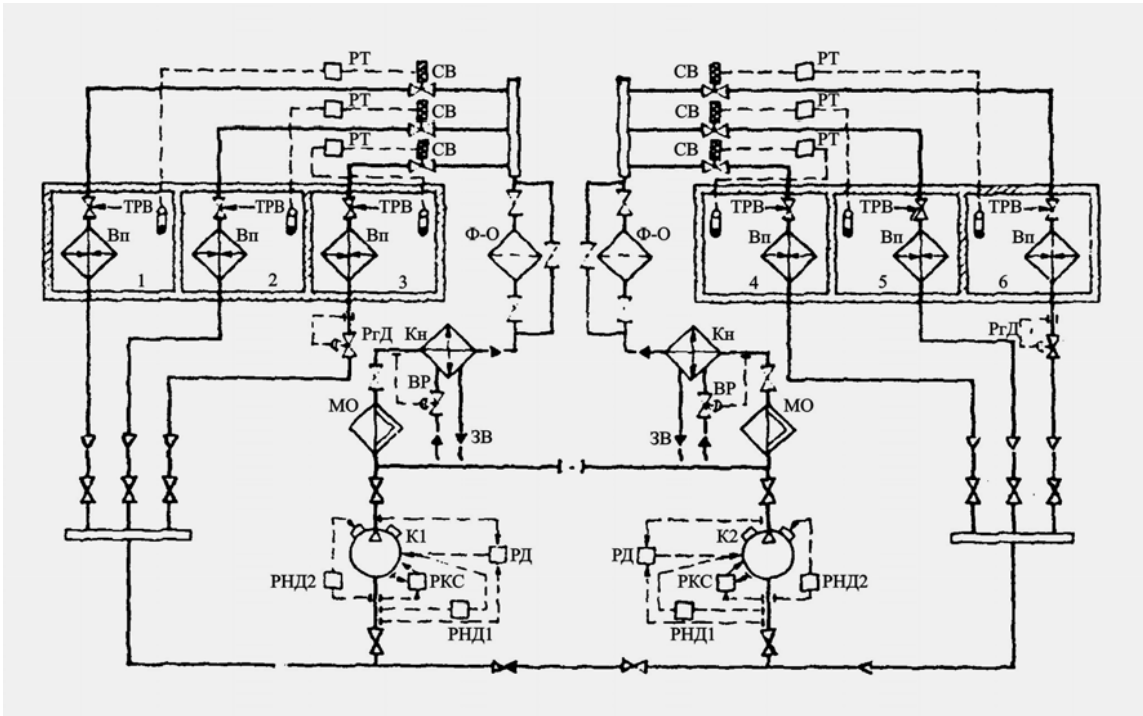 РТ
СВ
СВ
РТ
РТ
СВ
СВ
РТ
РТ
СВ
СВ
РТ
ТРВ
ТРВ
ТРВ
ТРВ
ТРВ
ТРВ
Вп
Вп
Вп
Ф-О
Ф-О
Вп
Вп
Вп
1
2
3
4
5
6
РгД
Кн
Кн
РгД
ВР
ВР
МО
ЗВ
ЗВ
МО
К1
К2
РД
РД
РНД2
РКС
РКС
РНД2
РНД1
РНД1